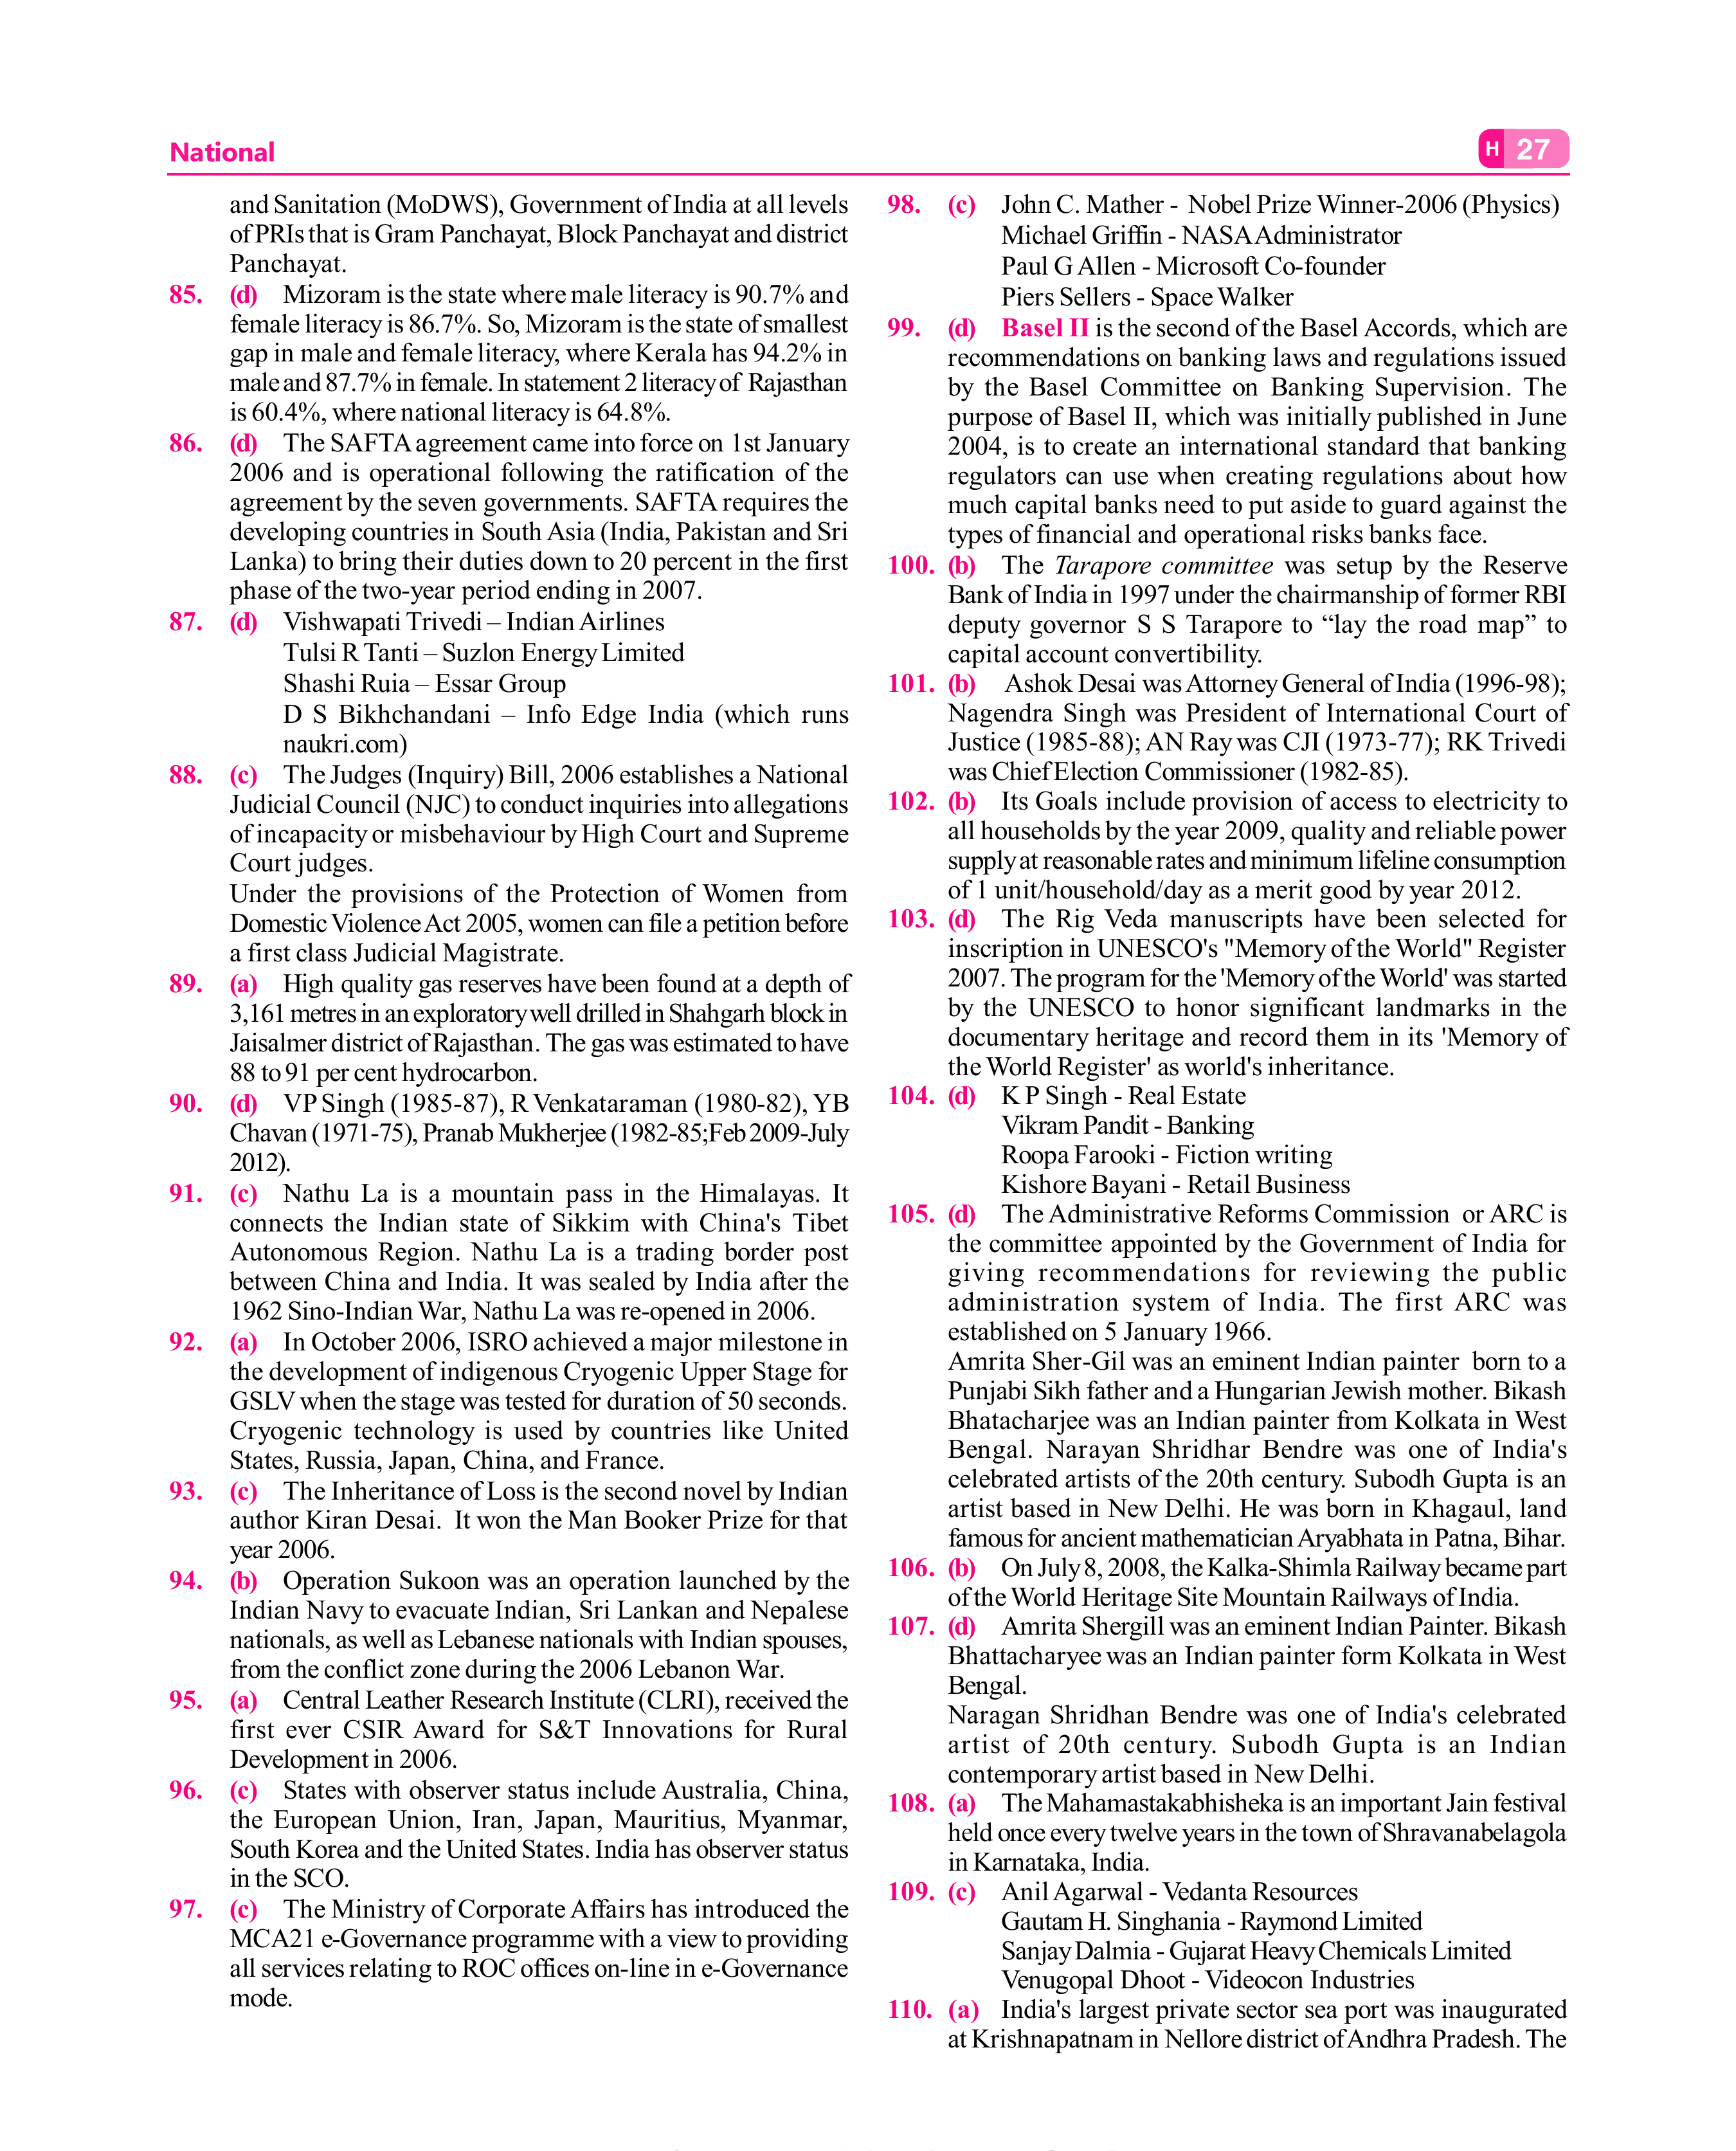 National
H 27
and Sanitation (MoDWS), Government of India at all levels
of PRIs that is Gram Panchayat, Block Panchayat and district
Panchayat.
85. (d) Mizoram is the state where male literacy is 90.7% and
female literacy is 86.7%. So, Mizoram is the state of smallest
gap in male and female literacy, where Kerala has 94.2% in
male and 87.7% in female. In statement 2 literacy of Rajasthan
is 60.4%, where national literacy is 64.8%.
86. (d) The SAFTA agreement came into force on 1st January
2006 and is operational following the ratification of the
agreement by the seven governments. SAFTA requires the
developing countries in South Asia (India, Pakistan and Sri
Lanka) to bring their duties down to 20 percent in the first
phase of the two-year period ending in 2007.
87. (d) Vishwapati Trivedi – Indian Airlines
Tulsi R Tanti – Suzlon Energy Limited
Shashi Ruia – Essar Group
D S Bikhchandani – Info Edge India (which runs
naukri.com)
88. (c) The Judges (Inquiry) Bill, 2006 establishes a National
Judicial Council (NJC) to conduct inquiries into allegations
of incapacity or misbehaviour by High Court and Supreme
Court judges.
Under the provisions of the Protection of Women from
Domestic Violence Act 2005, women can file a petition before
a first class Judicial Magistrate.
89. (a) High quality gas reserves have been found at a depth of
3,161 metres in an exploratory well drilled in Shahgarh block in
Jaisalmer district of Rajasthan. The gas was estimated to have
88 to 91 per cent hydrocarbon.
90. (d) VP Singh (1985-87), R Venkataraman (1980-82), YB
Chavan (1971-75), Pranab Mukherjee (1982-85;Feb 2009-July
2012).
91. (c) Nathu La is a mountain pass in the Himalayas. It
connects the Indian state of Sikkim with China's Tibet
Autonomous Region. Nathu La is a trading border post
between China and India. It was sealed by India after the
1962 Sino-Indian War, Nathu La was re-opened in 2006.
92. (a) In October 2006, ISRO achieved a major milestone in
the development of indigenous Cryogenic Upper Stage for
GSLV when the stage was tested for duration of 50 seconds.
Cryogenic technology is used by countries like United
States, Russia, Japan, China, and France.
93. (c) The Inheritance of Loss is the second novel by Indian
author Kiran Desai. It won the Man Booker Prize for that
year 2006.
94. (b) Operation Sukoon was an operation launched by the
Indian Navy to evacuate Indian, Sri Lankan and Nepalese
nationals, as well as Lebanese nationals with Indian spouses,
from the conflict zone during the 2006 Lebanon War.
95. (a) Central Leather Research Institute (CLRI), received the
first ever CSIR Award for S&T Innovations for Rural
Development in 2006.
96. (c) States with observer status include Australia, China,
the European Union, Iran, Japan, Mauritius, Myanmar,
South Korea and the United States. India has observer status
in the SCO.
97. (c) The Ministry of Corporate Affairs has introduced the
MCA21 e-Governance programme with a view to providing
all services relating to ROC offices on-line in e-Governance
mode.
98. (c) John C. Mather - Nobel Prize Winner-2006 (Physics)
Michael Griffin - NASA Administrator
Paul G Allen - Microsoft Co-founder
Piers Sellers - Space Walker
99. (d) Basel II is the second of the Basel Accords, which are
recommendations on banking laws and regulations issued
by the Basel Committee on Banking Supervision. The
purpose of Basel II, which was initially published in June
2004, is to create an international standard that banking
regulators can use when creating regulations about how
much capital banks need to put aside to guard against the
types of financial and operational risks banks face.
100. (b) The Tarapore committee was setup by the Reserve
Bank of India in 1997 under the chairmanship of former RBI
deputy governor S S Tarapore to “lay the road map” to
capital account convertibility.
101. (b) Ashok Desai was Attorney General of India (1996-98);
Nagendra Singh was President of International Court of
Justice (1985-88); AN Ray was CJI (1973-77); RK Trivedi
was Chief Election Commissioner (1982-85).
102. (b) Its Goals include provision of access to electricity to
all households by the year 2009, quality and reliable power
supply at reasonable rates and minimum lifeline consumption
of 1 unit/household/day as a merit good by year 2012.
103. (d) The Rig Veda manuscripts have been selected for
inscription in UNESCO's "Memory of the World" Register
2007. The program for the 'Memory of the World' was started
by the UNESCO to honor significant landmarks in the
documentary heritage and record them in its 'Memory of
the World Register' as world's inheritance.
104. (d) K P Singh - Real Estate
Vikram Pandit - Banking
Roopa Farooki - Fiction writing
Kishore Bayani - Retail Business
105. (d) The Administrative Reforms Commission or ARC is
the committee appointed by the Government of India for
giving recommendations for reviewing the public
administration system of India. The first ARC was
established on 5 January 1966.
Amrita Sher-Gil was an eminent Indian painter born to a
Punjabi Sikh father and a Hungarian Jewish mother. Bikash
Bhatacharjee was an Indian painter from Kolkata in West
Bengal. Narayan Shridhar Bendre was one of India's
celebrated artists of the 20th century. Subodh Gupta is an
artist based in New Delhi. He was born in Khagaul, land
famous for ancient mathematician Aryabhata in Patna, Bihar.
106. (b) On July 8, 2008, the Kalka-Shimla Railway became part
of the World Heritage Site Mountain Railways of India.
107. (d) Amrita Shergill was an eminent Indian Painter. Bikash
Bhattacharyee was an Indian painter form Kolkata in West
Bengal.
Naragan Shridhan Bendre was one of India's celebrated
artist of 20th century. Subodh Gupta is an Indian
contemporary artist based in New Delhi.
108. (a) The Mahamastakabhisheka is an important Jain festival
held once every twelve years in the town of Shravanabelagola
in Karnataka, India.
109. (c) Anil Agarwal - Vedanta Resources
Gautam H. Singhania - Raymond Limited
Sanjay Dalmia - Gujarat Heavy Chemicals Limited
Venugopal Dhoot - Videocon Industries
110. (a) India's largest private sector sea port was inaugurated
at Krishnapatnam in Nellore district of Andhra Pradesh. The